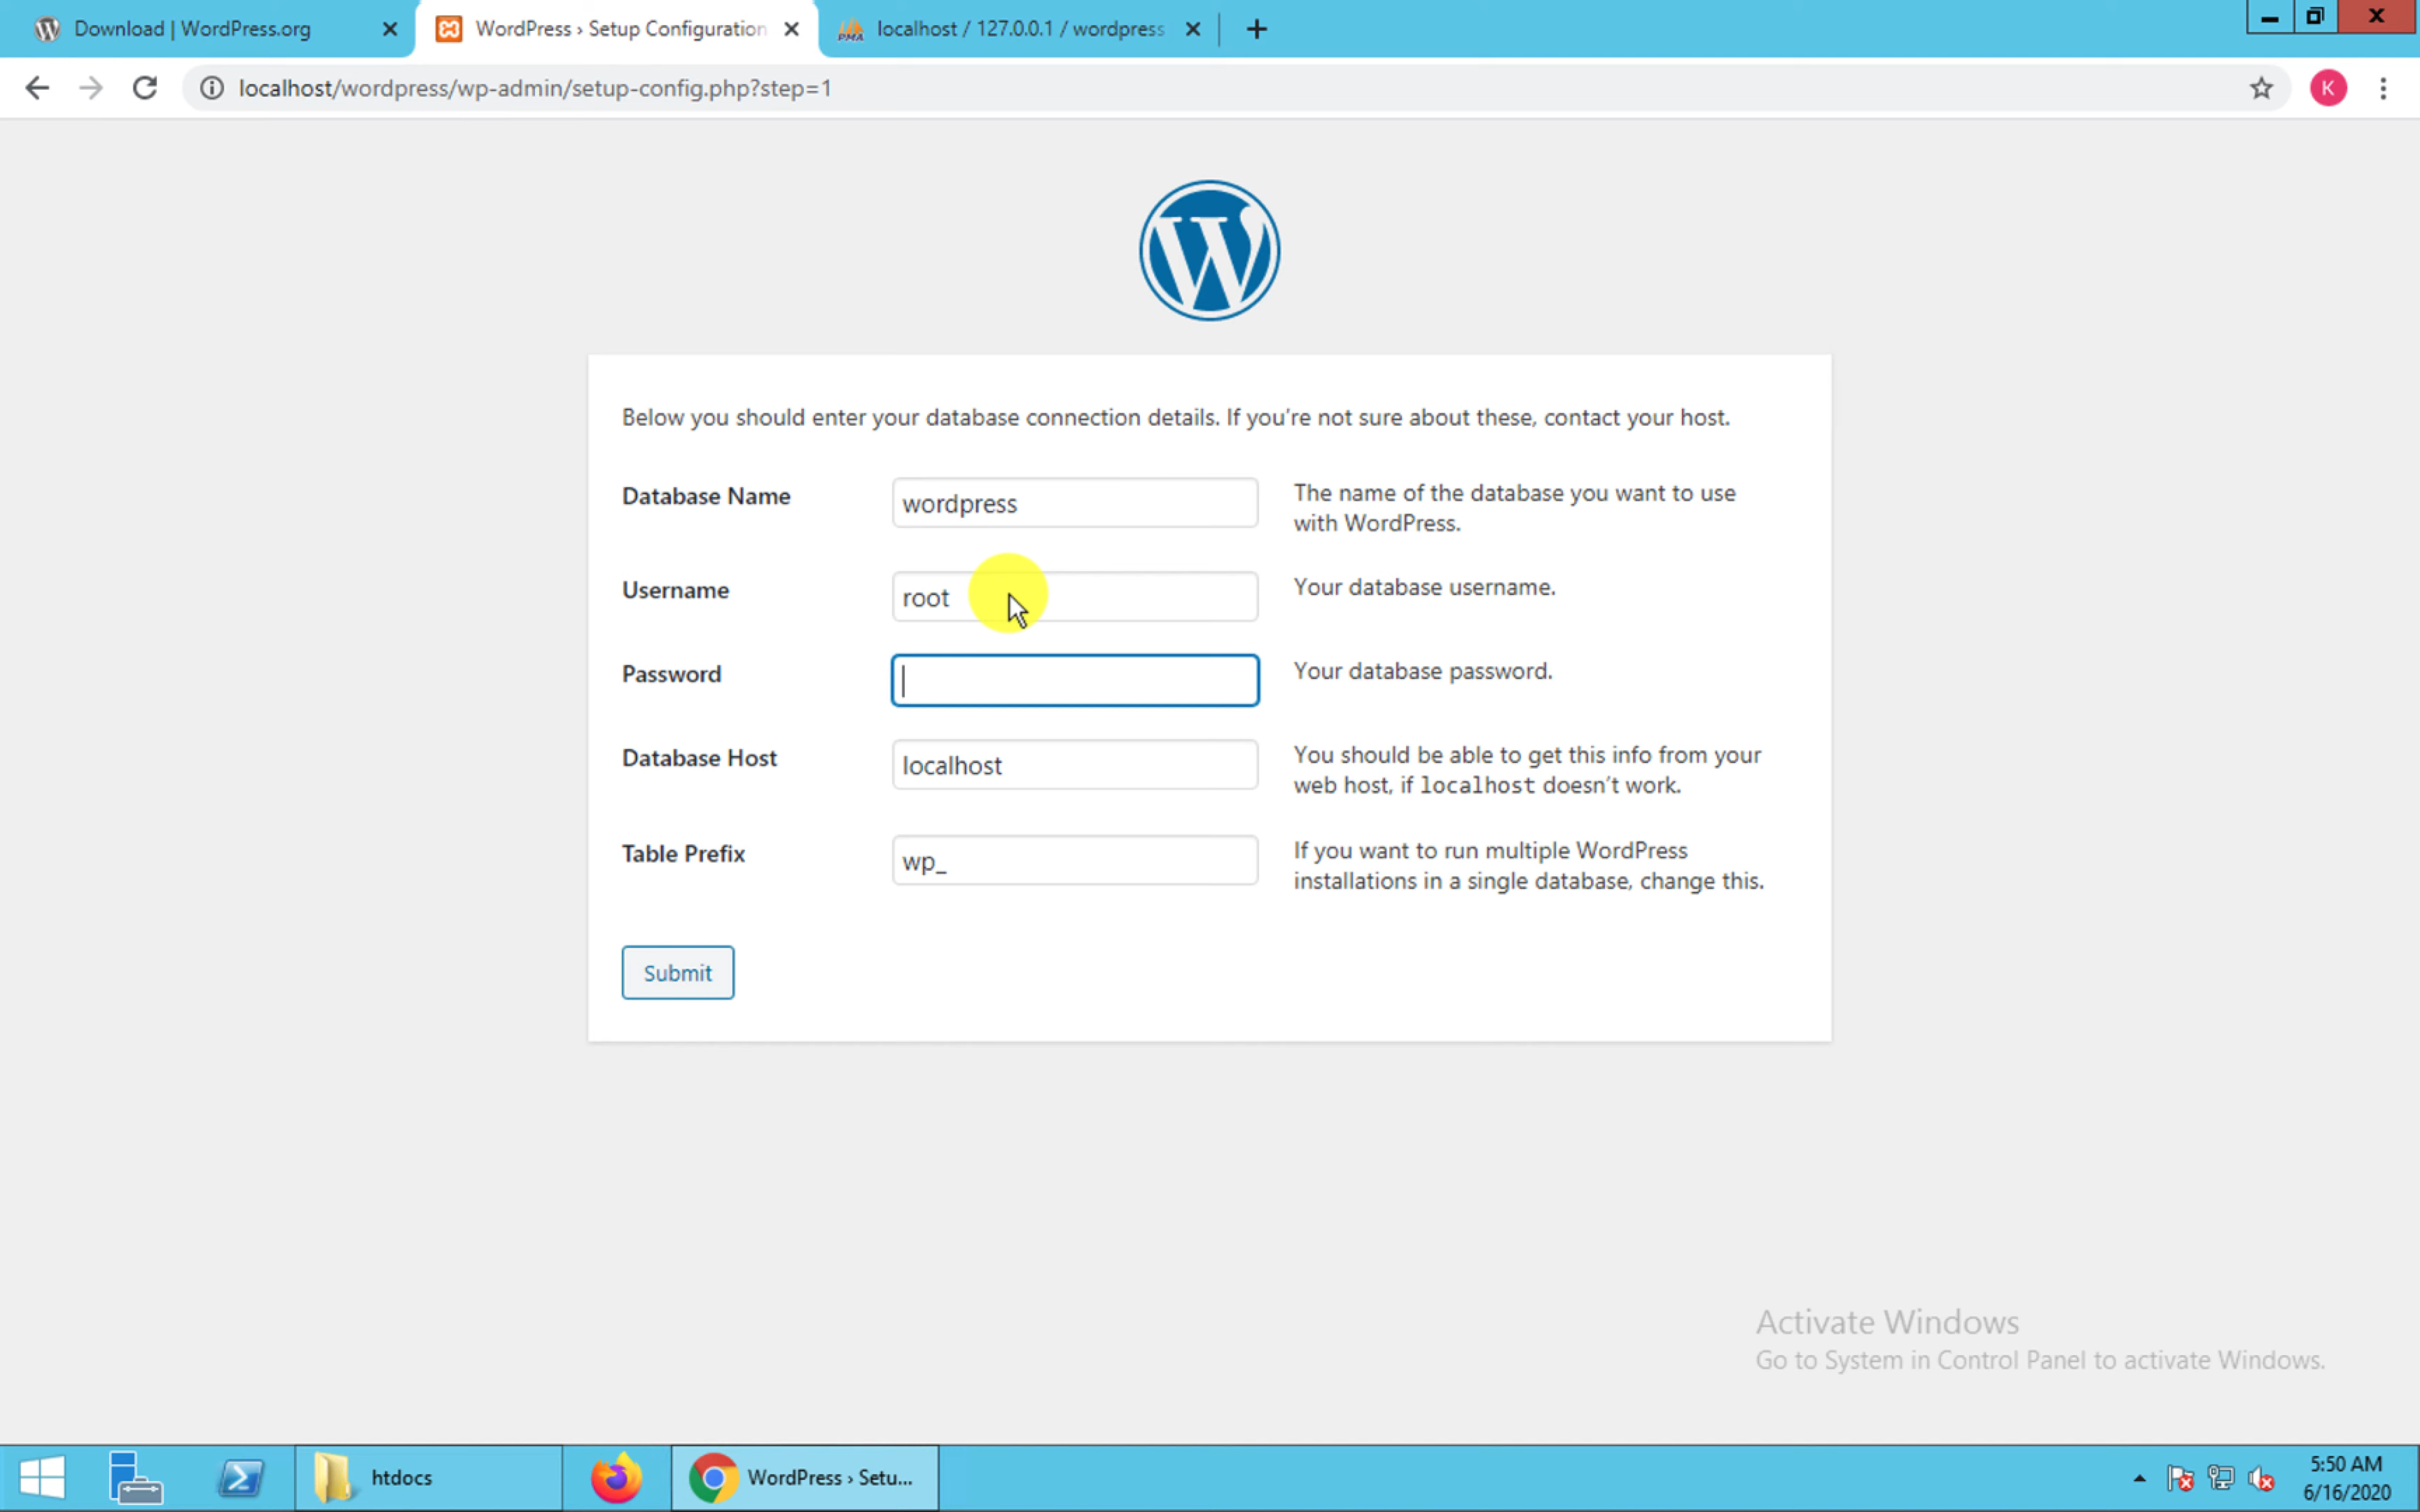 Download | WordPress.org
WordPress › Setup Configuration
localhost / 127.0.0.1 / wordpress
localhost/wordpress/wp-admin/setup-config.php?step=1
K
Below you should enter your database connection details. If you’re not sure about these, contact your host.
Database Name
wordpress
The name of the database you want to use
with WordPress.
Username
root
Your database username.
Password
Your database password.
Database Host
localhost
You should be able to get this info from your
web host, if localhost doesn’t work.
Table Prefix
wp_
If you want to run multiple WordPress
installations in a single database, change this.
Submit
Activate Windows
Go to System in Control Panel to activate Windows.
htdocs
WordPress › Setu...
5:50 AM
6/16/2020